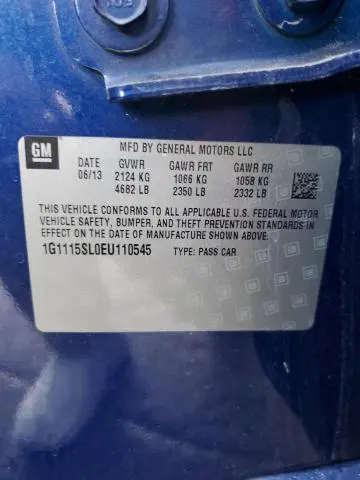 GM
MFD BY GENERAL MOTORS LLC
DATE GVWR GAWR FRT GAWR RR
06/13 2124 KG 1066 KG 1058 KG
4682 LB 2350 LB 2332 LB
THIS VEHICLE CONFORMS TO ALL APPLICABLE U.S. FEDERAL MOTOR
VEHICLE SAFETY, BUMPER, AND THEFT PREVENTION STANDARDS IN
EFFECT ON THE DATE OF MANUFACTURE SHOWN ABOVE.
1G1115SL0EU110545 TYPE: PASS CAR